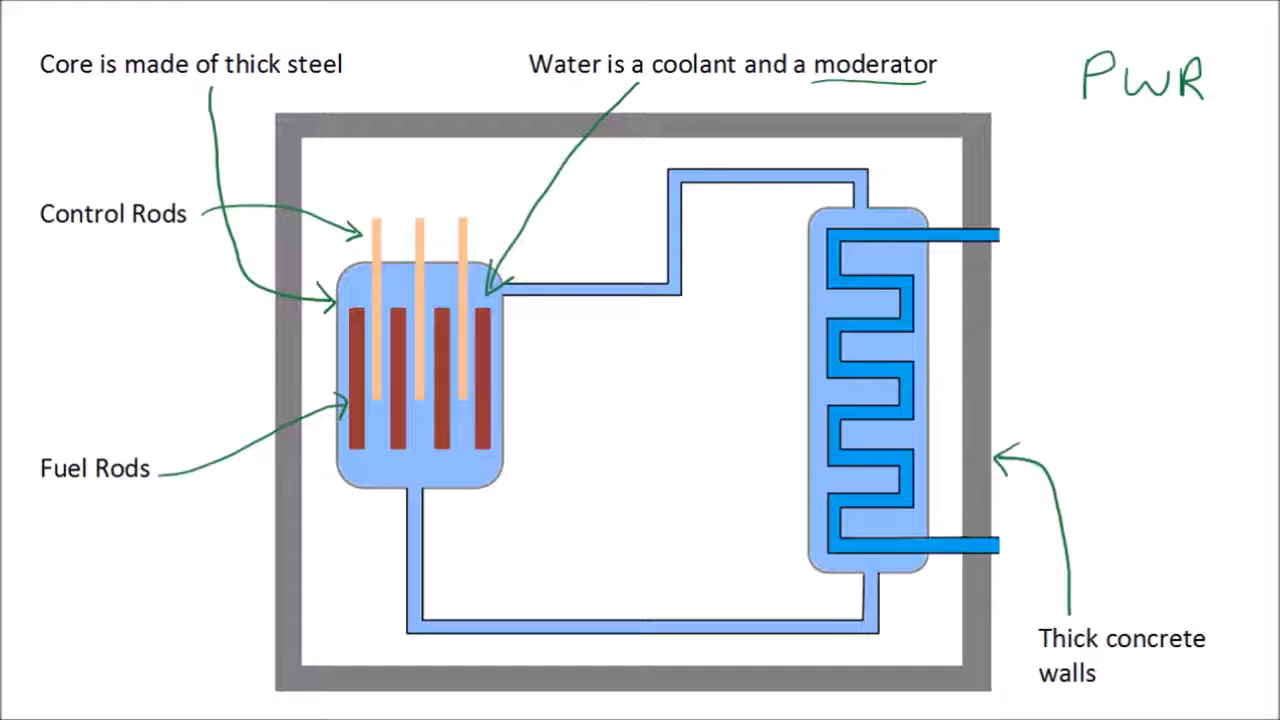 Core is made of thick steel
Water is a coolant and a moderator
PWR
Control Rods
Fuel Rods
Thick concrete
walls